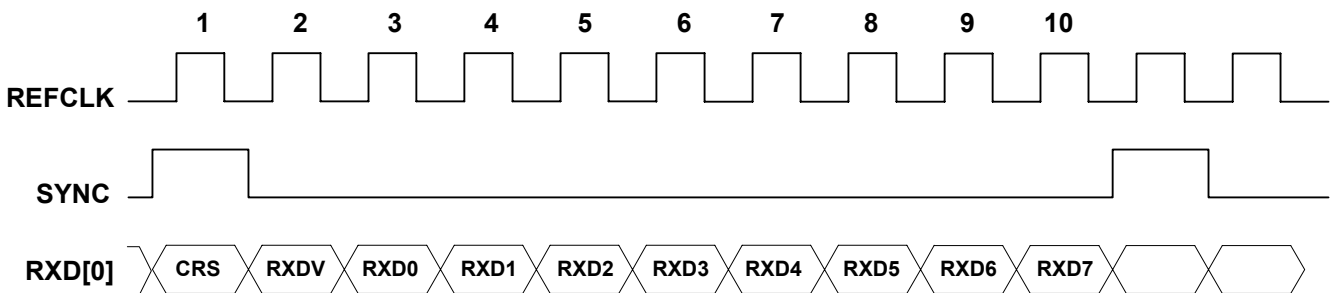 1 2 3 4 5 6 7 8 9 10
REFCLK
SYNC
RXD[0] CRS RXDV RXD0 RXD1 RXD2 RXD3 RXD4 RXD5 RXD6 RXD7